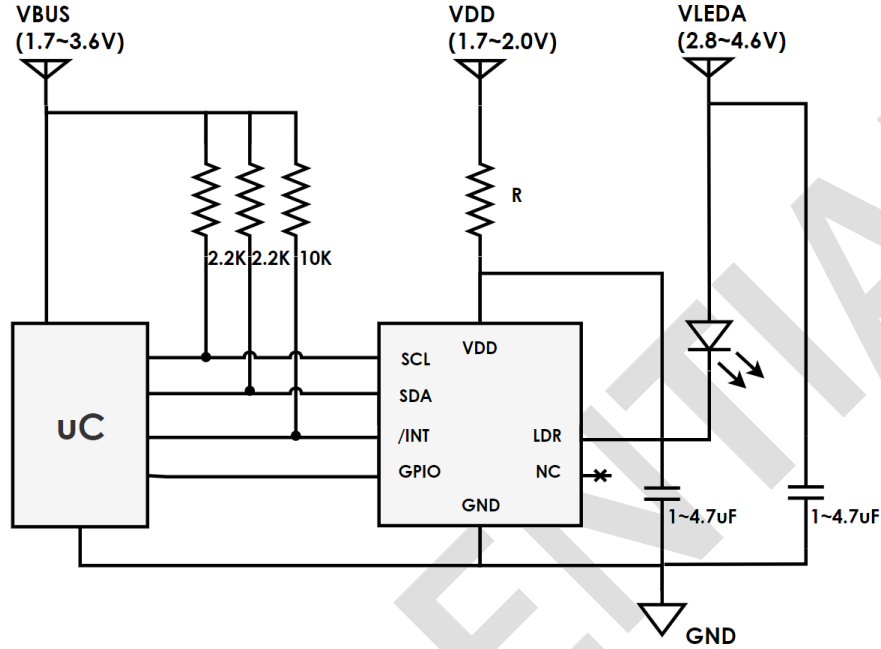 VBUS
(1.7~3.6V)
VDD
(1.7~2.0V)
VLEDA
(2.8~4.6V)
R
2.2K
2.2K
10K
uC
SCL
SDA
/INT
GPIO
VDD
LDR
NC
GND
1~4.7uF
1~4.7uF
GND
ENTIA